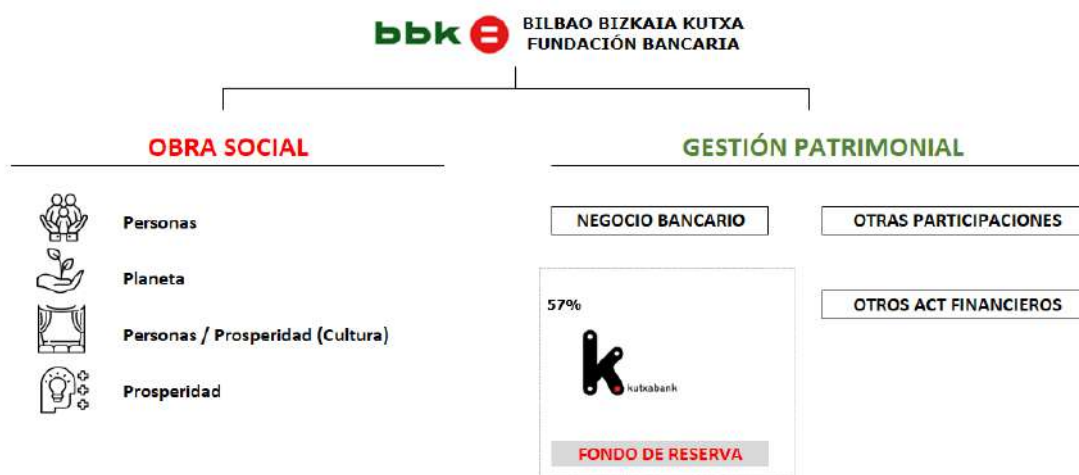 bbk
BILBAO BIZKAIA KUTXA
FUNDACIÓN BANCARIA
OBRA SOCIAL
Personas
Planeta
Personas / Prosperidad (Cultura)
Prosperidad
GESTIÓN PATRIMONIAL
NEGOCIO BANCARIO
OTRAS PARTICIPACIONES
57%
k
kutxabank
OTROS ACT FINANCIEROS
FONDO DE RESERVA